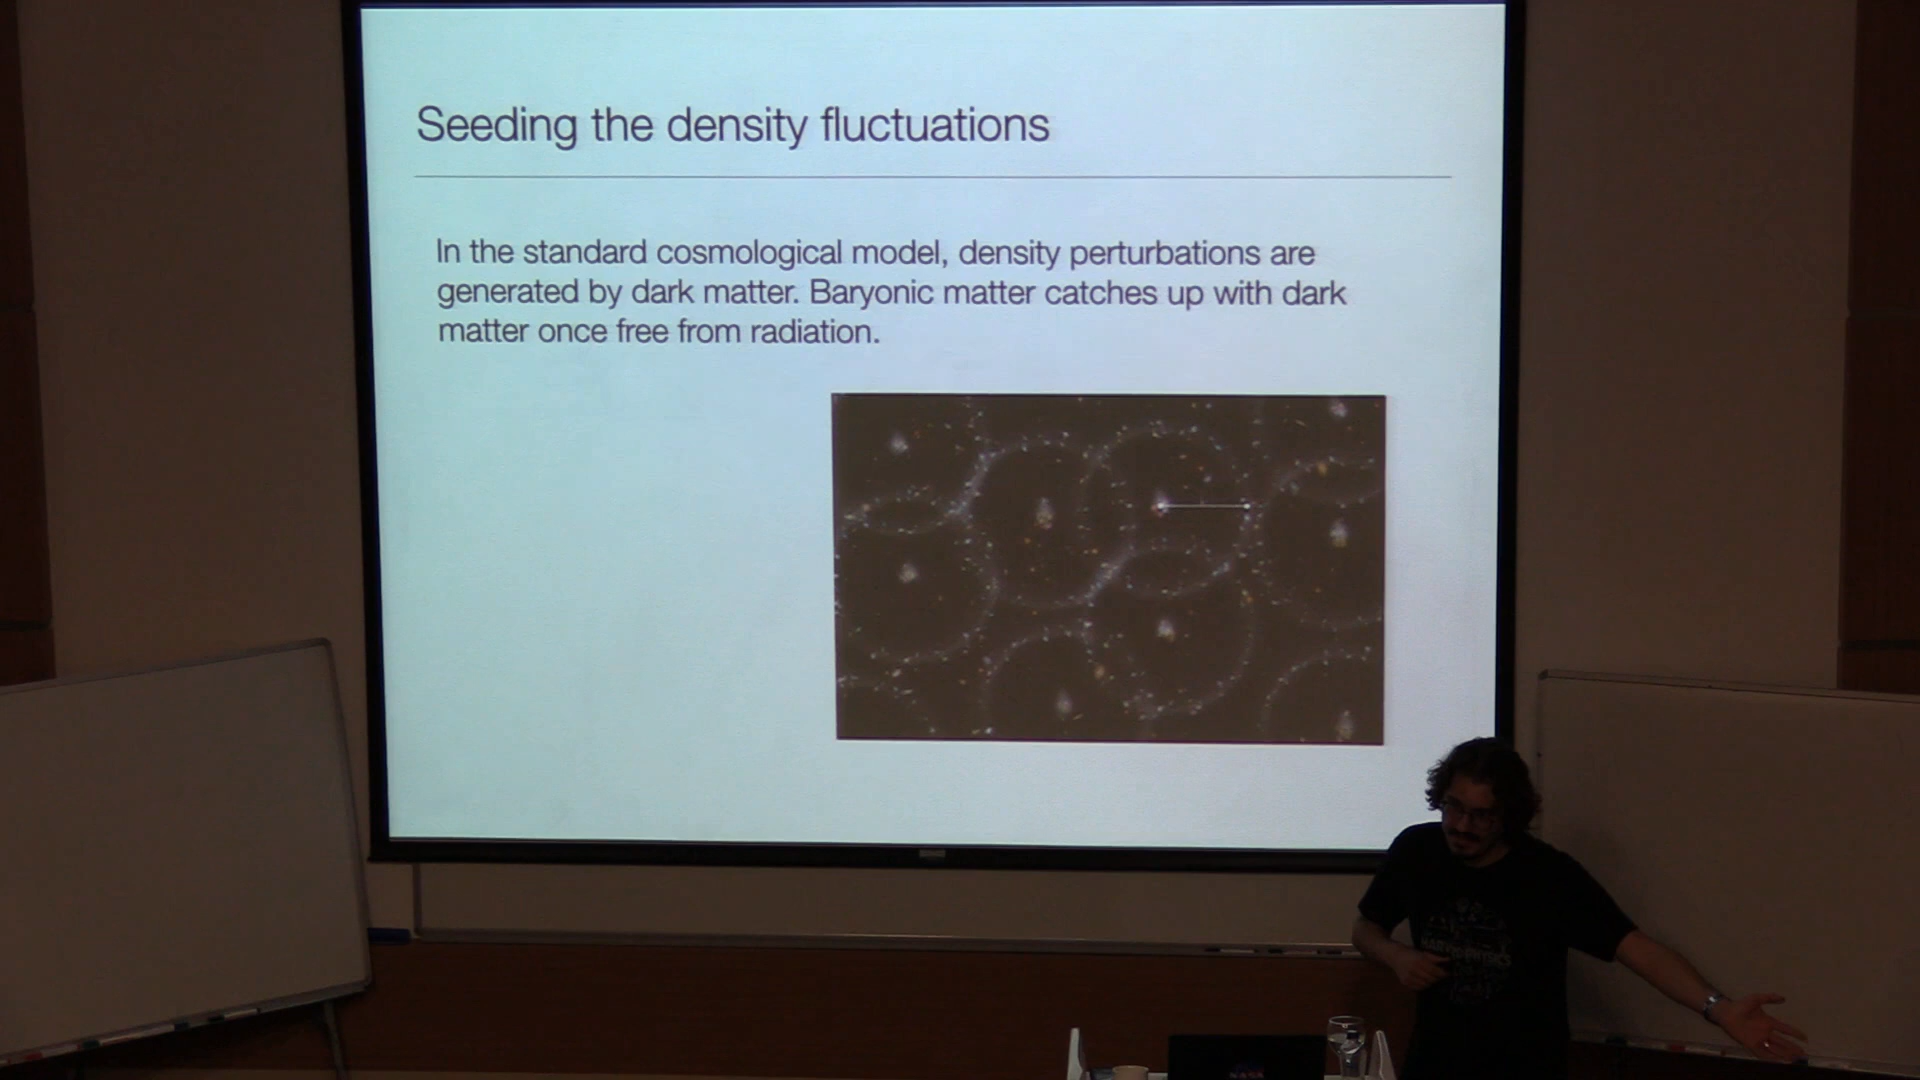 Seeding the density fluctuations
In the standard cosmological model, density perturbations are
generated by dark matter. Baryonic matter catches up with dark
matter once free from radiation.